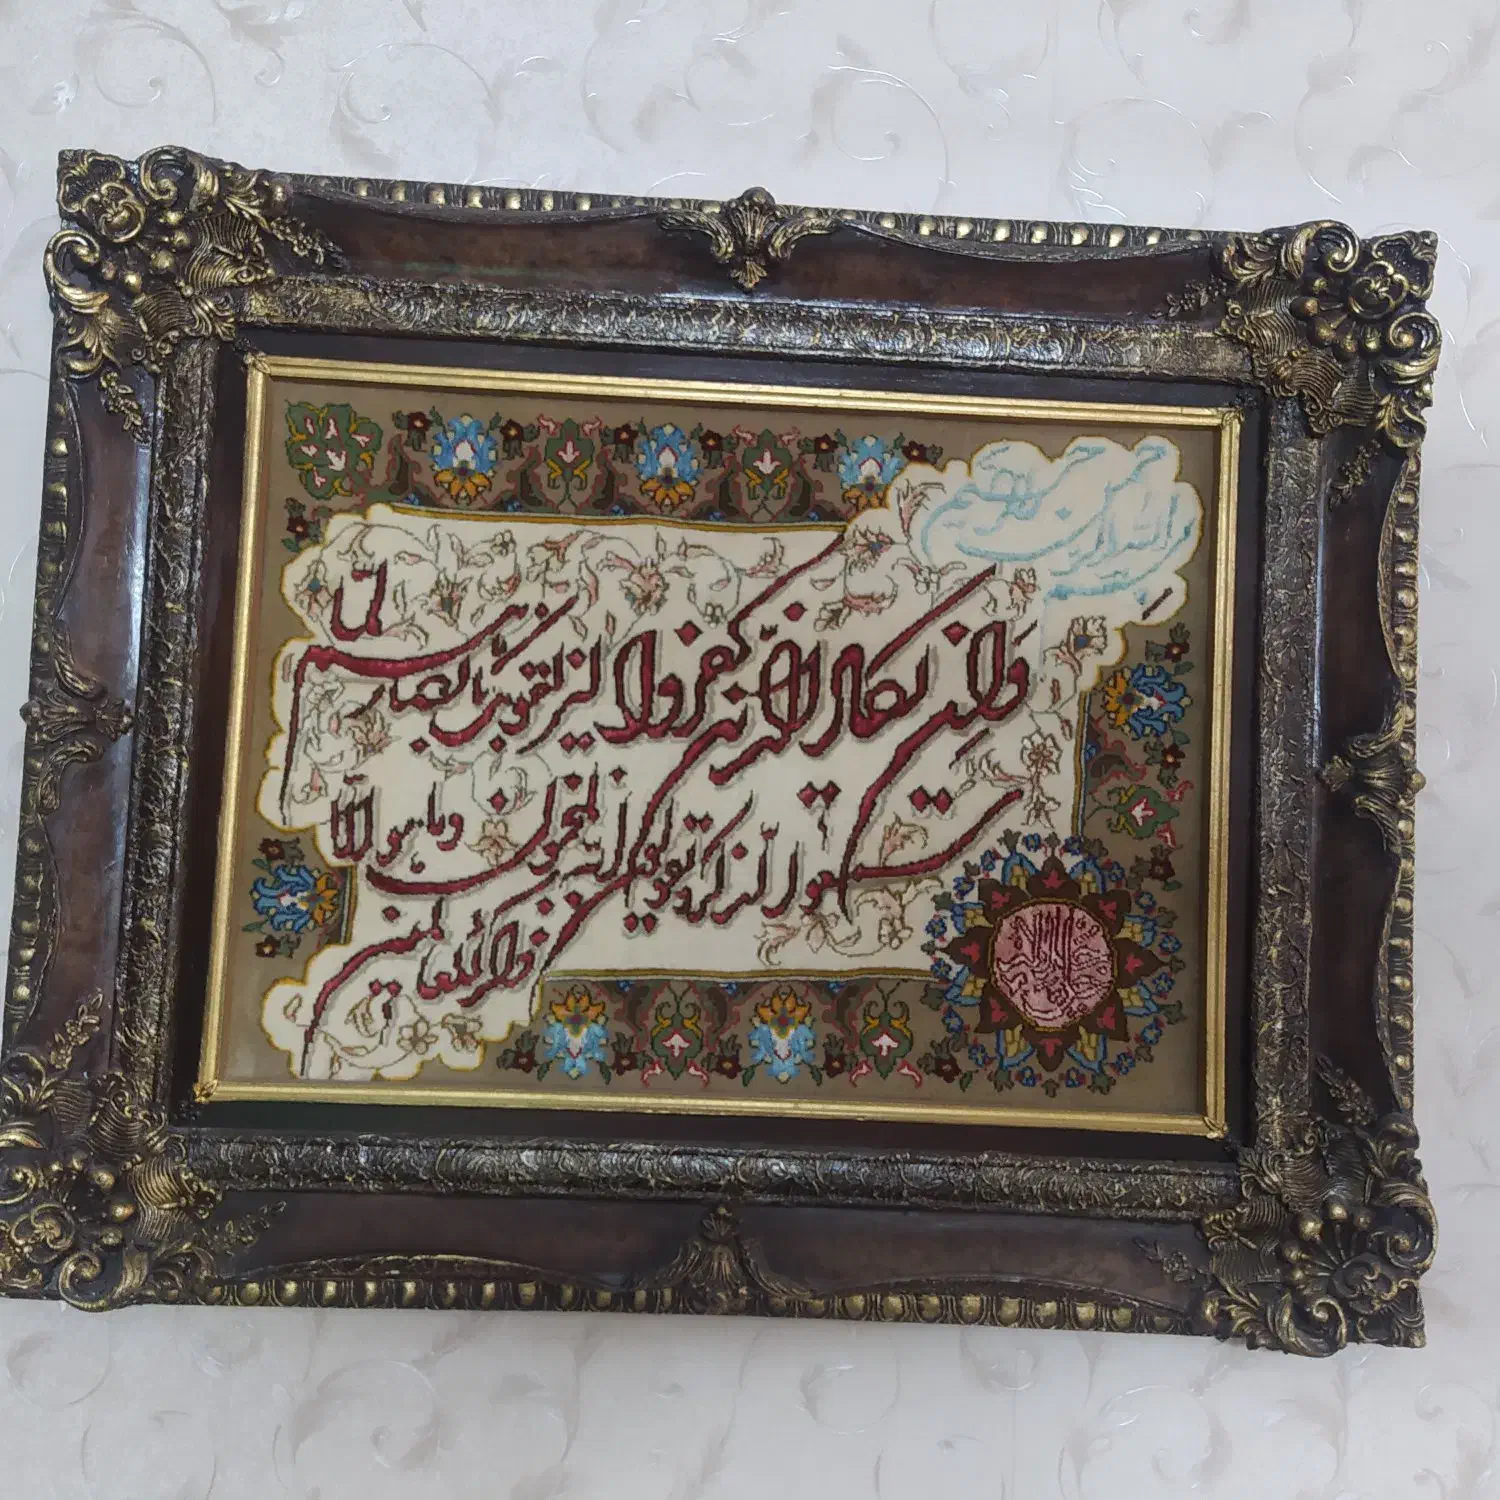 بسم الله الرحمن الرحیم
وان یکاد الذین کفروا لیزلقونک بابصارهم لما
سمعوا الذکر و یقولون انه لمجنون وما هو الا
ذکر للعالمین